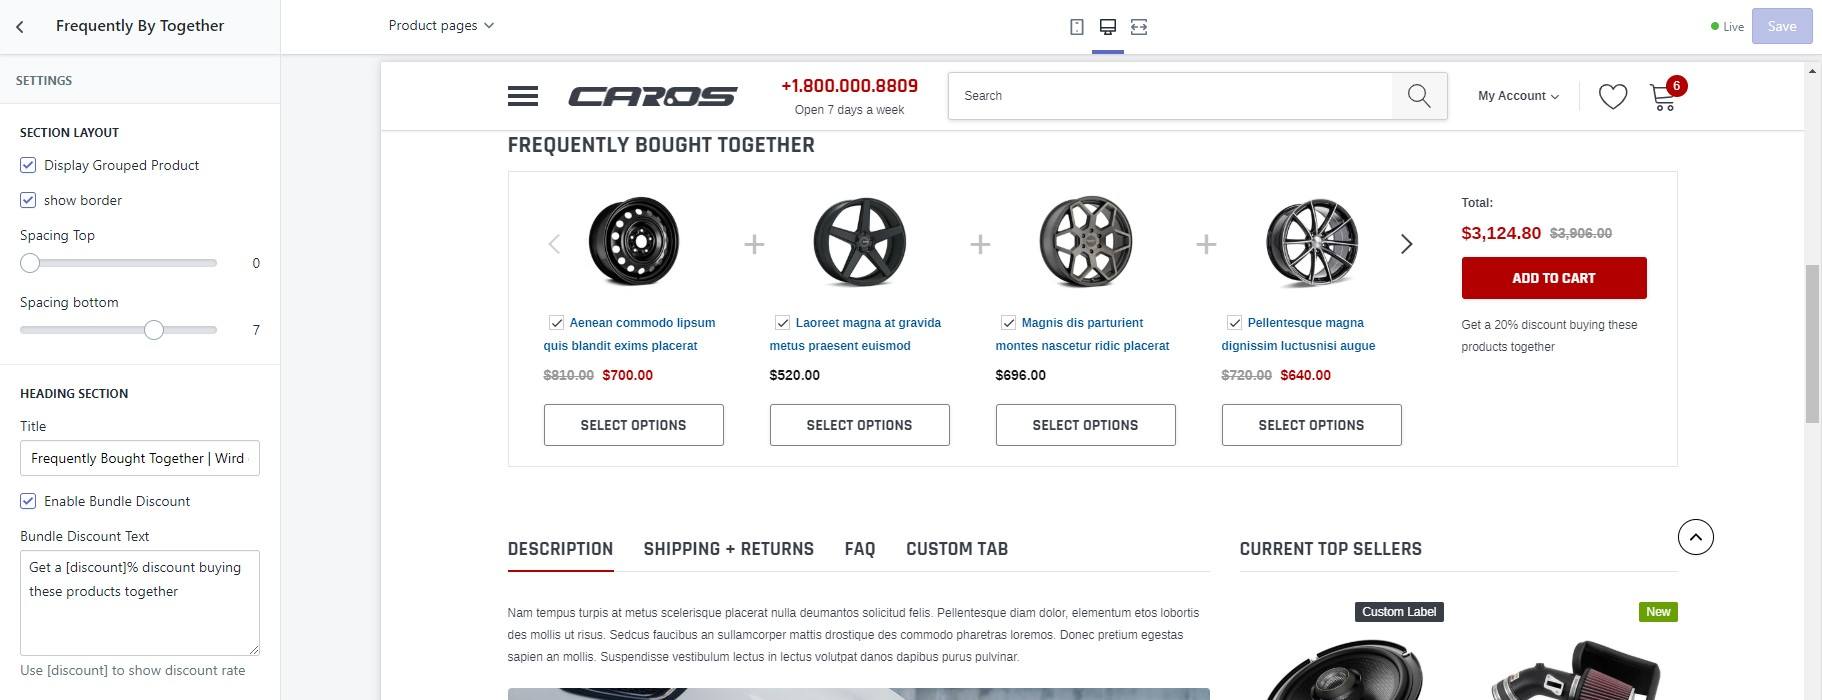 Frequently By Together
Product pages
Live
Save
SETTINGS
SECTION LAYOUT
Display Grouped Product
show border
Spacing Top
0
Spacing bottom
7
HEADING SECTION
Title
Frequently Bought Together | Wird
Enable Bundle Discount
Bundle Discount Text
Get a [discount]% discount buying
these products together
Use [discount] to show discount rate
CAROS
+1.800.000.8809
Open 7 days a week
Search
My Account
6
FREQUENTLY BOUGHT TOGETHER
Aenean commodo lipsum
quis blandit exims placerat
$810.00 $700.00
SELECT OPTIONS
Laoreet magna at gravida
metus praesent euismod
$520.00
SELECT OPTIONS
Magnis dis parturient
montes nascetur ridic placerat
$696.00
SELECT OPTIONS
Pellentesque magna
dignissim luctusnisi augue
$720.00 $640.00
SELECT OPTIONS
Total:
$3,124.80 $3,906.00
ADD TO CART
Get a 20% discount buying these
products together
DESCRIPTION SHIPPING + RETURNS FAQ CUSTOM TAB
Nam tempus turpis at metus scelerisque placerat nulla deumantos solicitud felis. Pellentesque diam dolor, elementum etos lobortis
des mollis ut risus. Sedcus faucibus an sullamcorper mattis drostique des commodo pharetras loremos. Donec pretium egestas
sapien an mollis. Suspendisse vestibulum lectus in lectus volutpat danos dapibus purus pulvinar.
CURRENT TOP SELLERS
Custom Label
New